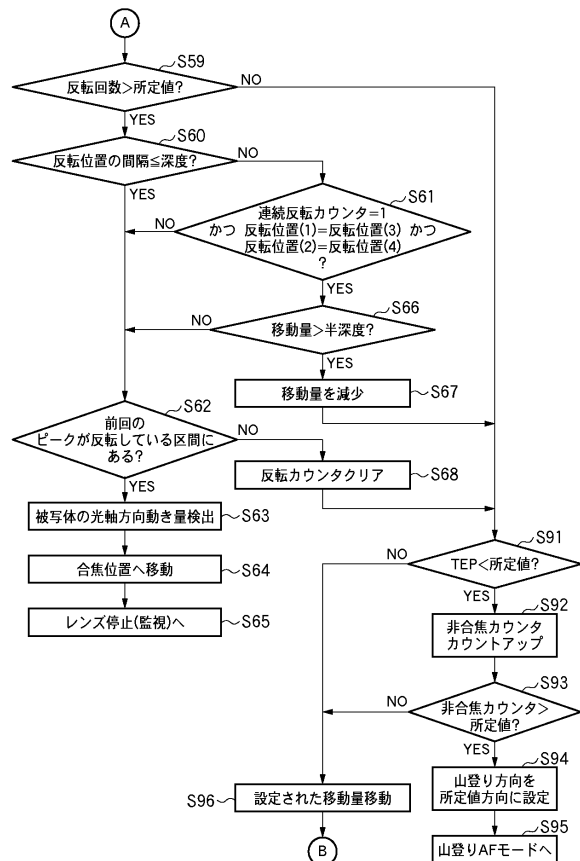 A
S59
反転回数>所定値?
NO
YES
S60
反転位置の間隔≦深度?
NO
YES
S61
連続反転カウンタ=1
かつ 反転位置(1)=反転位置(3) かつ
反転位置(2)=反転位置(4)
?
NO
YES
S66
移動量>半深度?
NO
YES
移動量を減少
S67
S62
前回の
ピークが反転している区間に
ある?
NO
YES
反転カウンタクリア
S68
被写体の光軸方向動き量検出
S63
合焦位置へ移動
S64
レンズ停止(監視)へ
S65
S91
TEP<所定値?
NO
YES
S92
非合焦カウンタ
カウントアップ
S93
非合焦カウンタ>
所定値?
NO
YES
S94
山登り方向を
所定値方向に設定
S95
山登りAFモードへ
S96
設定された移動量移動
B